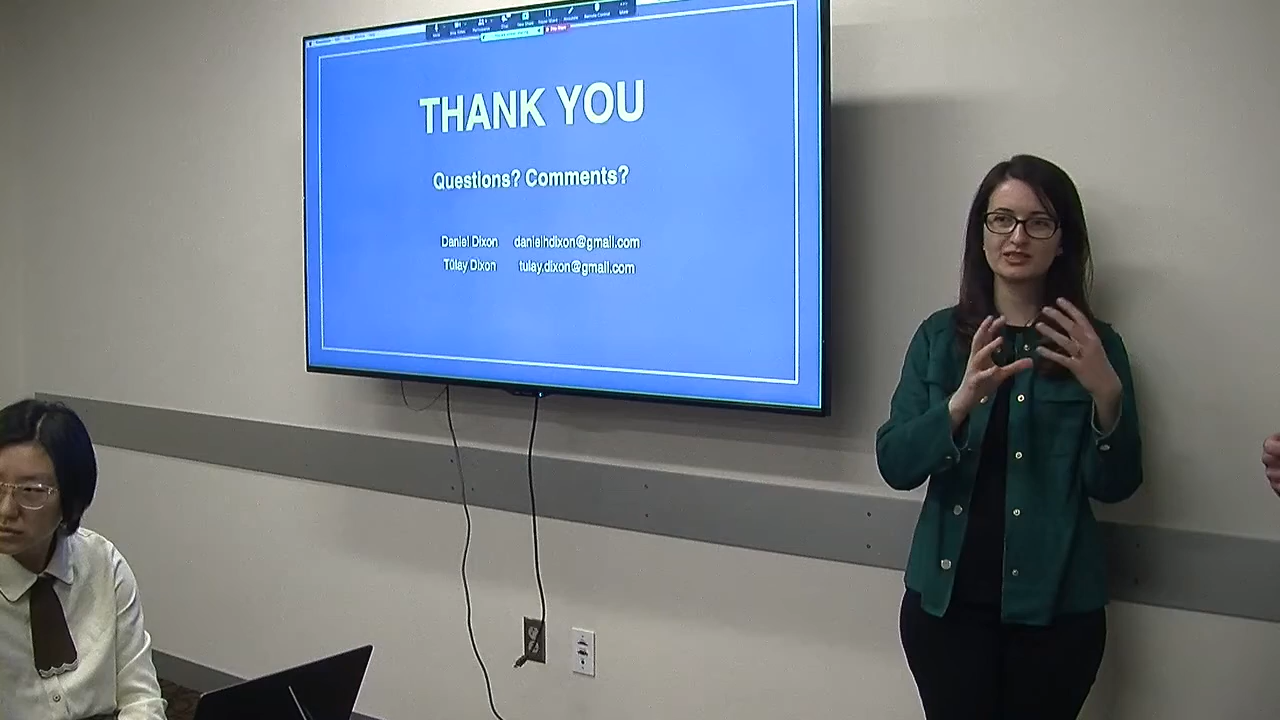 THANK YOU
Questions? Comments?
Daniel Dixon danielhdixon@gmail.com
Tülay Dixon tulay.dixon@gmail.com